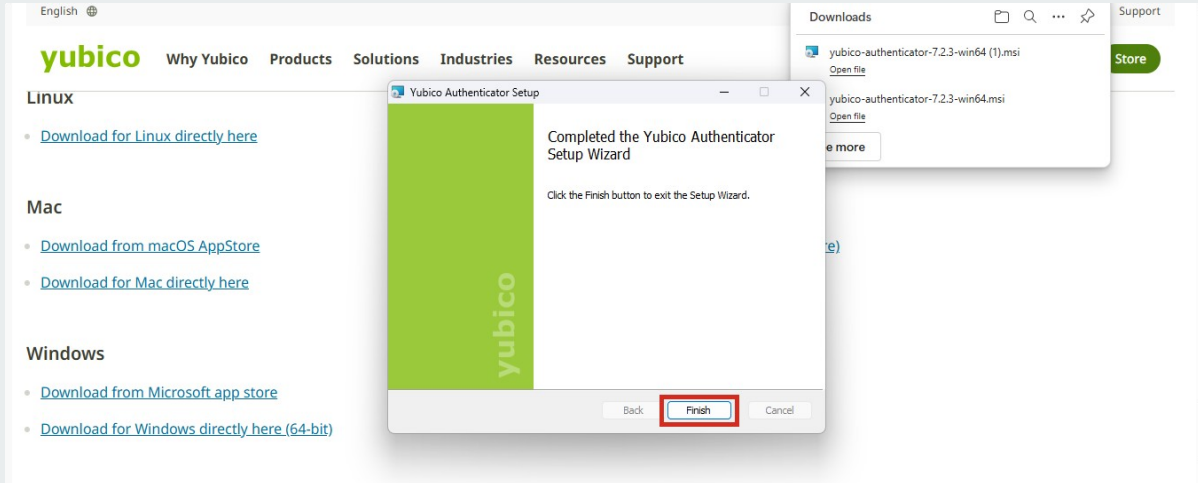 English
Support
yubico
Why Yubico Products Solutions Industries Resources Support
Store
Downloads
yubico-authenticator-7.2.3-win64 (1).msi
Open file
yubico-authenticator-7.2.3-win64.msi
Open file
e more
Linux
Download for Linux directly here
Mac
Download from macOS AppStore
Download for Mac directly here
re)
Windows
Download from Microsoft app store
Download for Windows directly here (64-bit)
Yubico Authenticator Setup
Completed the Yubico Authenticator
Setup Wizard
Click the Finish button to exit the Setup Wizard.
yubico
Back
Finish
Cancel